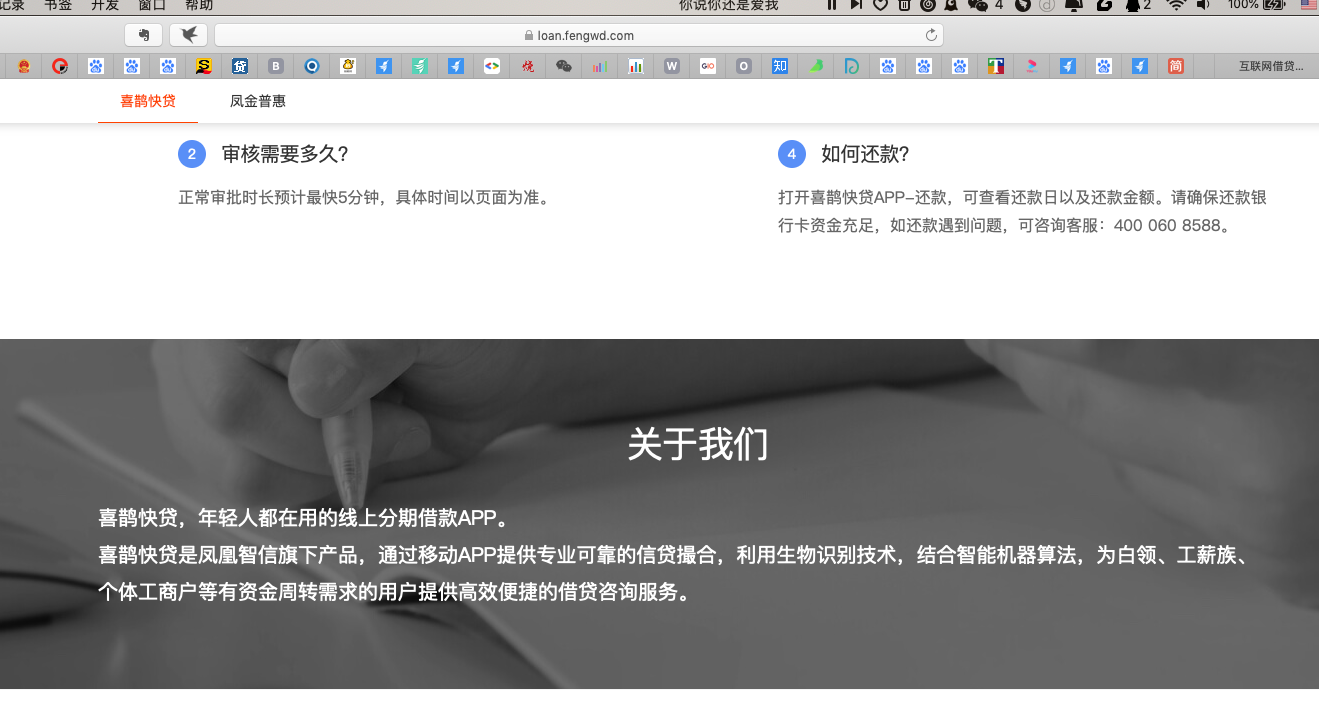 记录 书签 开发 窗口 帮助 你说你还是爱我 4 2 100%
loan.fengwd.com
S 贷 B 烧 W GIO O 知 T 简 互联网借贷...
喜鹊快贷 凤金普惠
2 审核需要多久?
正常审批时长预计最快5分钟，具体时间以页面为准。
4 如何还款?
打开喜鹊快贷APP-还款，可查看还款日以及还款金额。请确保还款银
行卡资金充足，如还款遇到问题，可咨询客服：400 060 8588。
关于我们
喜鹊快贷，年轻人都在用的线上分期借款APP。
喜鹊快贷是凤凰智信旗下产品，通过移动APP提供专业可靠的信贷撮合，利用生物识别技术，结合智能机器算法，为白领、工薪族、
个体工商户等有资金周转需求的用户提供高效便捷的借贷咨询服务。